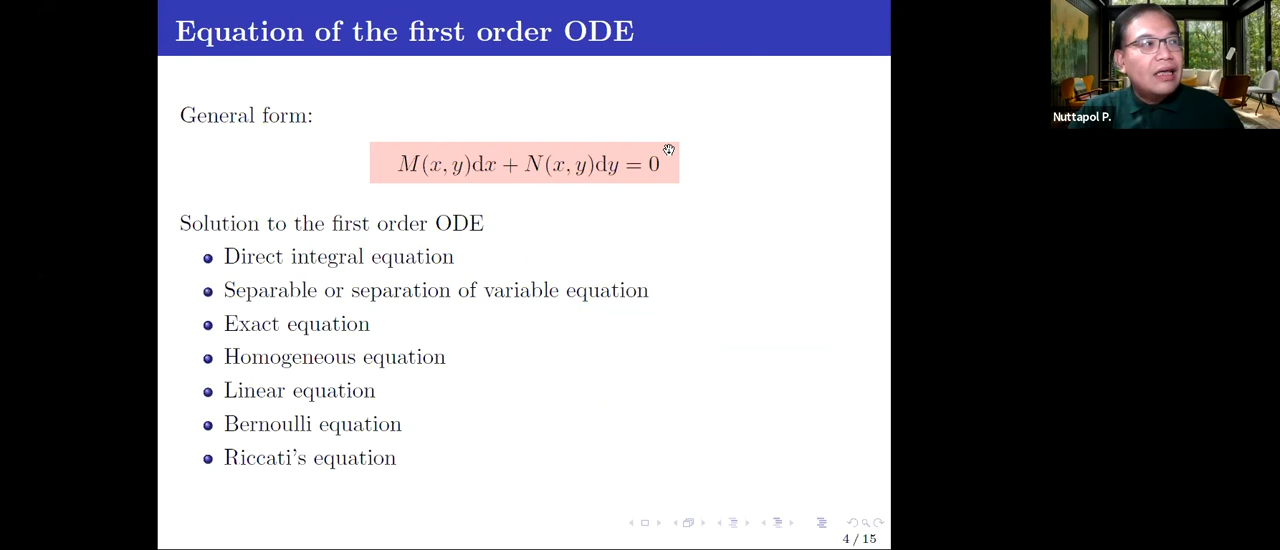 Equation of the first order ODE
General form:
M(x, y)dx + N(x, y)dy = 0
Solution to the first order ODE
Direct integral equation
Separable or separation of variable equation
Exact equation
Homogeneous equation
Linear equation
Bernoulli equation
Riccati's equation
4 / 15
Nuttapol P.